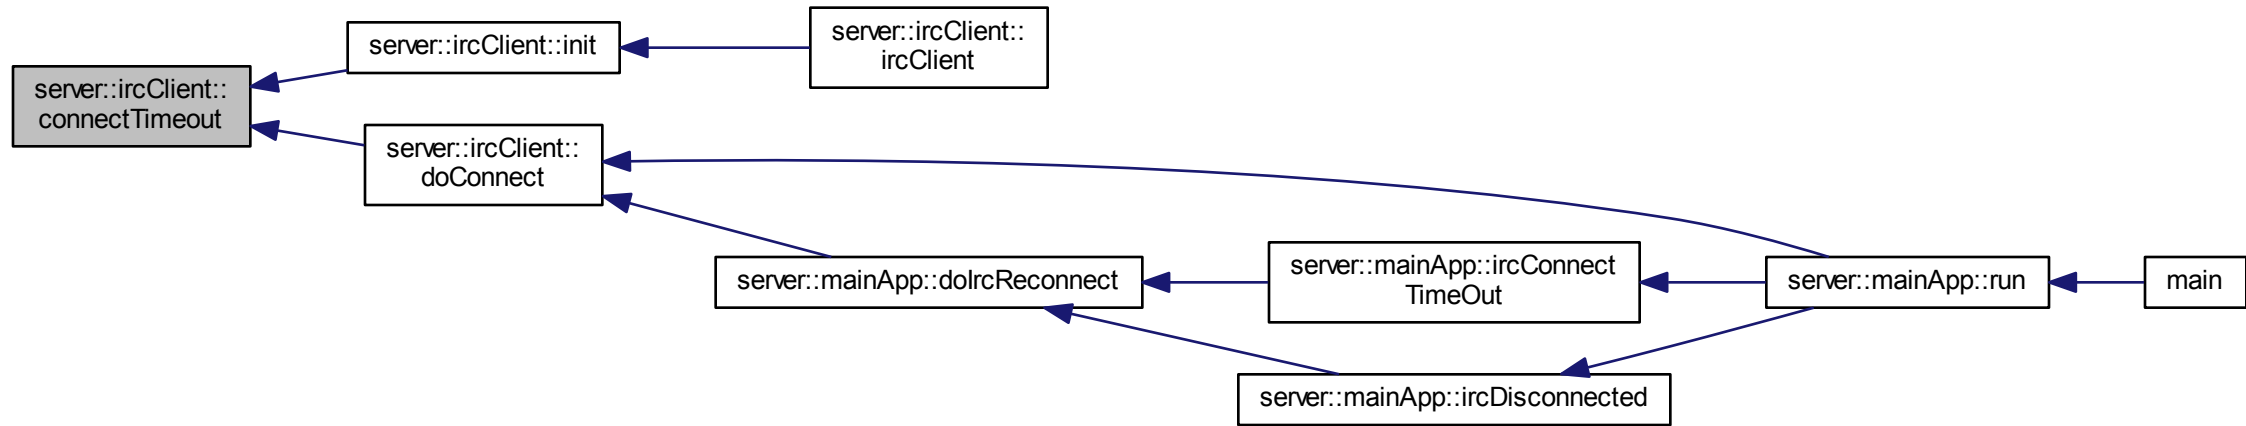 server::ircClient::
connectTimeout
server::ircClient::init
server::ircClient::
ircClient
server::ircClient::
doConnect
server::mainApp::doIrcReconnect
server::mainApp::ircConnect
TimeOut
server::mainApp::ircDisconnected
server::mainApp::run
main